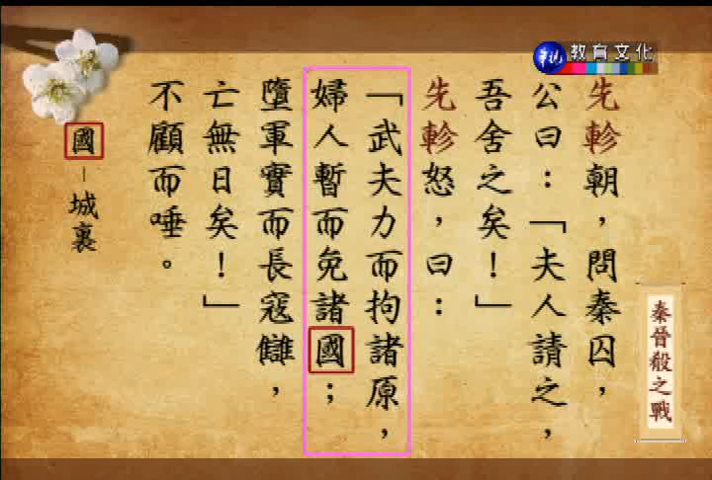 華視
教育文化
先軫朝，問秦囚，
公曰：「夫人請之，
吾舍之矣！」
先軫怒，曰：
「武夫力而拘諸原，
婦人暫而免諸國；
墮軍實而長寇讎，
亡無日矣！」
不顧而唾。
國－城裏
秦晉殽之戰